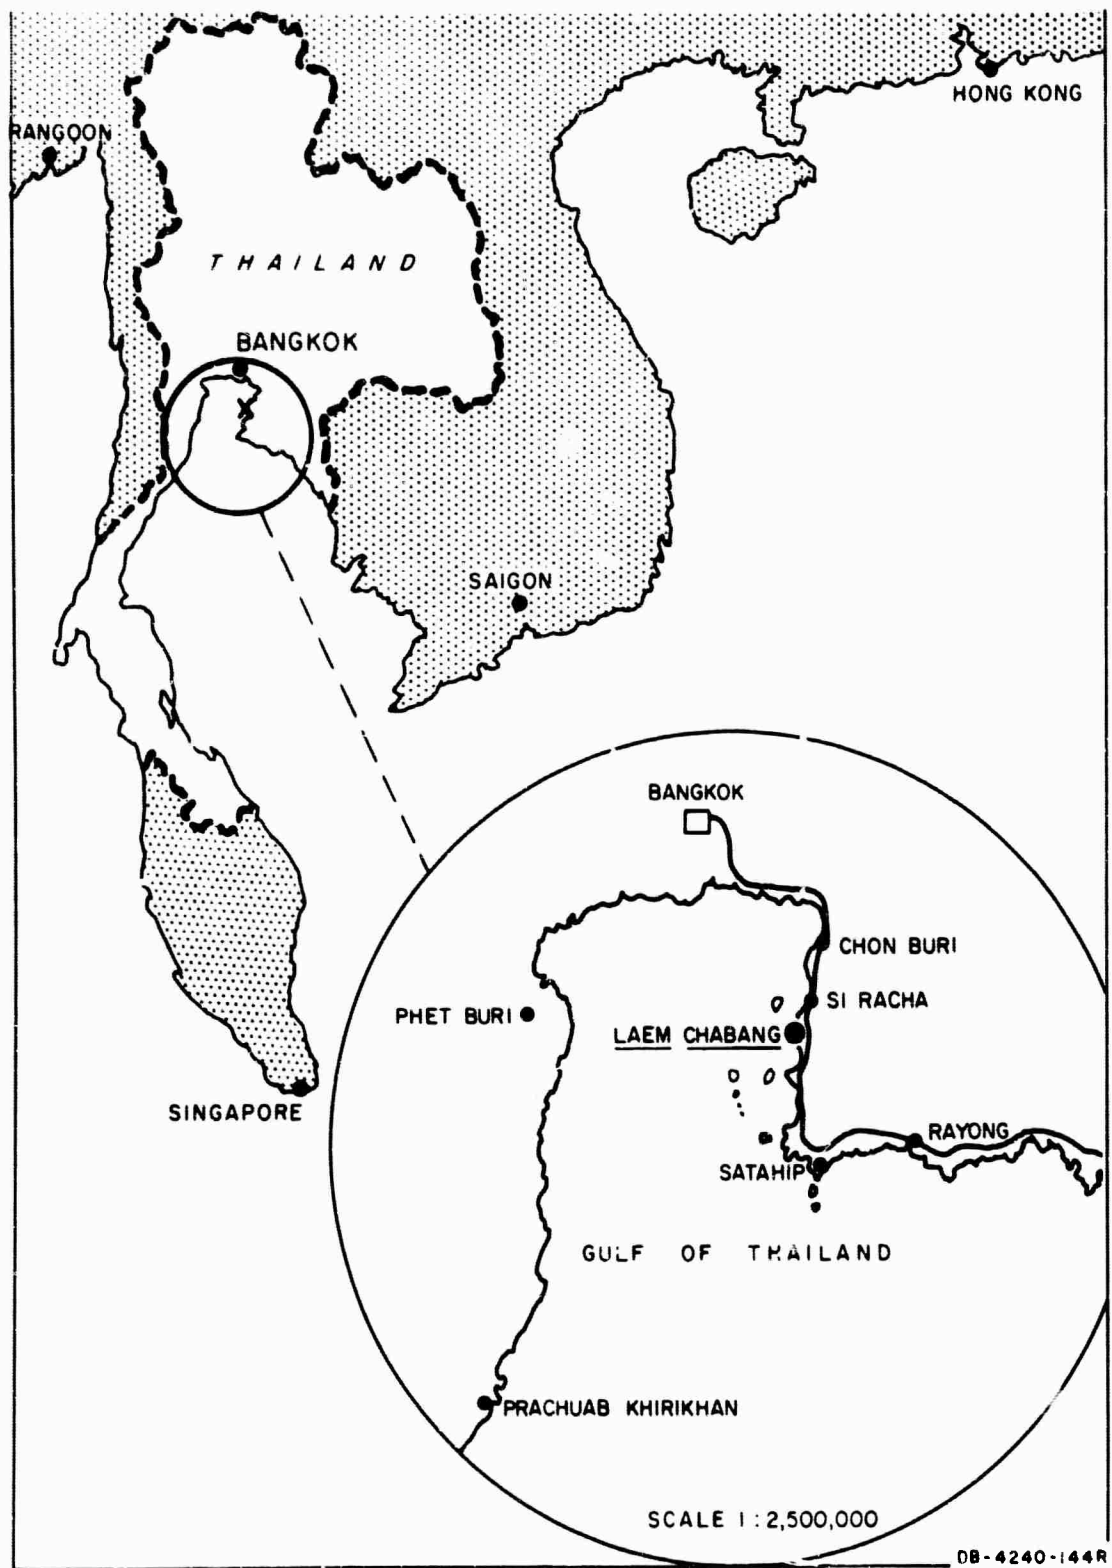 HONG KONG
RANGOON
THAILAND
BANGKOK
SAIGON
BANGKOK
CHON BURI
SI RACHA
PHET BURI
LAEM CHABANG
SINGAPORE
RAYONG
SATAHIP
GULF OF THAILAND
PRACHUAB KHIRIKHAN
SCALE 1 : 2,500,000
DB-4240-144R